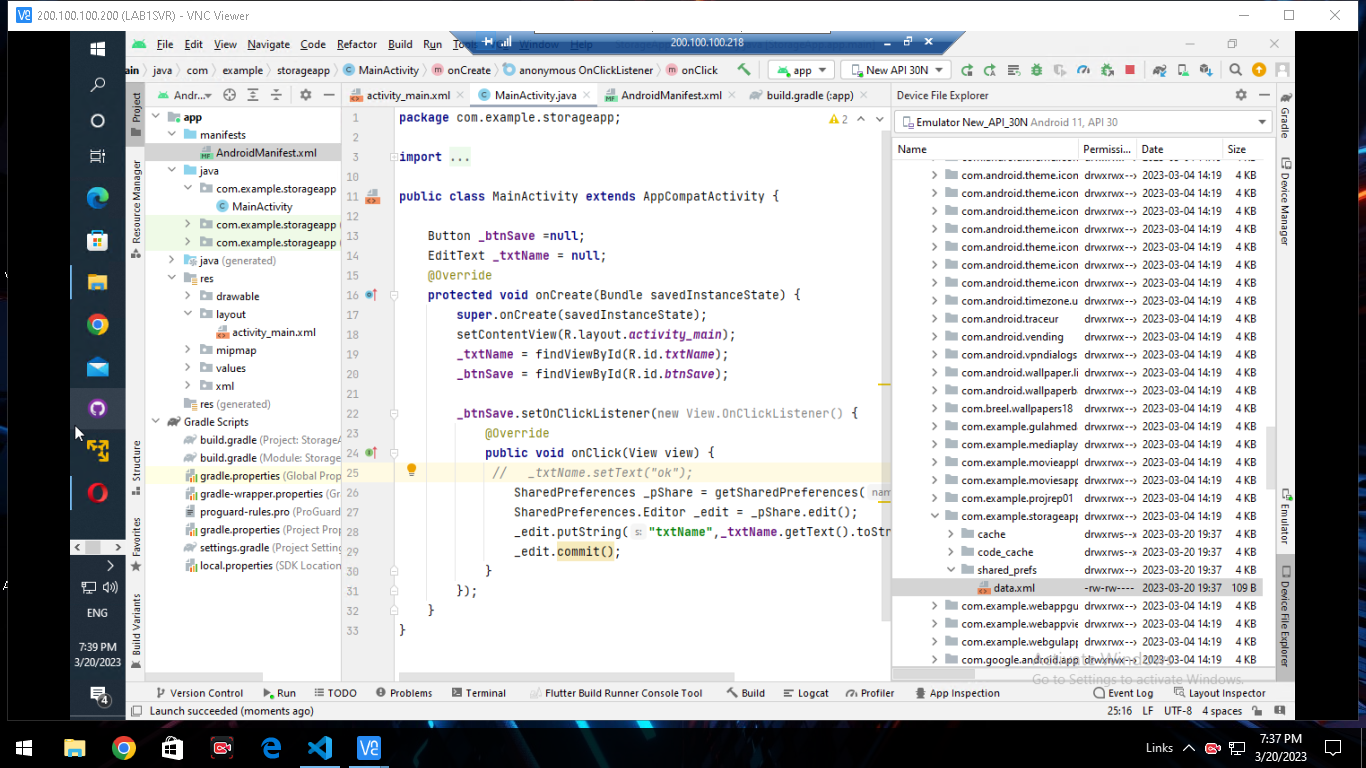 200.100.100.200 (LAB1SVR) - VNC Viewer
File Edit View Navigate Code Refactor Build Run Tools Window Help
200.100.100.218
java com example storageapp MainActivity onCreate anonymous OnClickListener onClick
app New API 30N
Andr...
activity_main.xml MainActivity.java AndroidManifest.xml build.gradle (:app)
Device File Explorer
Project
Resource Manager
Structure
Favorites
Build Variants
app
manifests
AndroidManifest.xml
java
com.example.storageapp
MainActivity
com.example.storageapp
com.example.storageapp
java (generated)
res
drawable
layout
activity_main.xml
mipmap
values
xml
res (generated)
Gradle Scripts
build.gradle (Project: StorageA
build.gradle (Module: Storage
gradle.properties (Global Prop
gradle-wrapper.properties (Gr
proguard-rules.pro (ProGuard
gradle.properties (Project Prop
settings.gradle (Project Setting
local.properties (SDK Location
2
1 package com.example.storageapp;
2
3 import ...
10
11 public class MainActivity extends AppCompatActivity {
12
13 Button _btnSave =null;
14 EditText _txtName = null;
15 @Override
16 protected void onCreate(Bundle savedInstanceState) {
17 super.onCreate(savedInstanceState);
18 setContentView(R.layout.activity_main);
19 _txtName = findViewById(R.id.txtName);
20 _btnSave = findViewById(R.id.btnSave);
21
22 _btnSave.setOnClickListener(new View.OnClickListener() {
23 @Override
24 public void onClick(View view) {
25 // _txtName.setText("ok");
26 SharedPreferences _pShare = getSharedPreferences( nam
27 SharedPreferences.Editor _edit = _pShare.edit();
28 _edit.putString( s: "txtName",_txtName.getText().toStr
29 _edit.commit();
30 }
31 });
32 }
33 }
Emulator New_API_30N Android 11, API 30
Name Permissi... Date Size
com.android.theme.icon drwxrwx--x 2023-03-04 14:19 4 KB
com.android.theme.icon drwxrwx--x 2023-03-04 14:19 4 KB
com.android.theme.icon drwxrwx--x 2023-03-04 14:19 4 KB
com.android.theme.icon drwxrwx--x 2023-03-04 14:19 4 KB
com.android.theme.icon drwxrwx--x 2023-03-04 14:19 4 KB
com.android.theme.icon drwxrwx--x 2023-03-04 14:19 4 KB
com.android.theme.icon drwxrwx--x 2023-03-04 14:19 4 KB
com.android.timezone.u drwxrwx--x 2023-03-04 14:19 4 KB
com.android.traceur drwxrwx--x 2023-03-04 14:19 4 KB
com.android.vending drwxrwx--x 2023-03-04 14:19 4 KB
com.android.vpndialogs drwxrwx--x 2023-03-04 14:19 4 KB
com.android.wallpaper.li drwxrwx--x 2023-03-04 14:19 4 KB
com.android.wallpaperb drwxrwx--x 2023-03-04 14:19 4 KB
com.breel.wallpapers18 drwxrwx--x 2023-03-04 14:19 4 KB
com.example.gulahmed drwxrwx--x 2023-03-04 14:19 4 KB
com.example.mediaplay drwxrwx--x 2023-03-04 14:19 4 KB
com.example.movieappl drwxrwx--x 2023-03-04 14:19 4 KB
com.example.moviesapp drwxrwx--x 2023-03-04 14:19 4 KB
com.example.projrep01 drwxrwx--x 2023-03-04 14:19 4 KB
com.example.storageapp drwxrwx--x 2023-03-04 14:19 4 KB
cache drwxrws--x 2023-03-20 19:37 4 KB
code_cache drwxrws--x 2023-03-20 19:37 4 KB
shared_prefs drwxrwx--x 2023-03-20 19:37 4 KB
data.xml -rw-rw---- 2023-03-20 19:37 109 B
com.example.webappgu drwxrwx--x 2023-03-04 14:19 4 KB
com.example.webappvie drwxrwx--x 2023-03-04 14:19 4 KB
com.example.webgulapp drwxrwx--x 2023-03-04 14:19 4 KB
com.google.android.app drwxrwx--x 2023-03-04 14:19 4 KB
Activate Windows
Go to Settings to activate Windows.
Gradle
Device Manager
Emulator
Device File Explorer
ENG
7:39 PM
3/20/2023
4
Version Control Run TODO Problems Terminal Flutter Build Runner Console Tool Build Logcat Profiler App Inspection Event Log Layout Inspector
Launch succeeded (moments ago)
25:16 LF UTF-8 4 spaces
Links
7:37 PM
3/20/2023